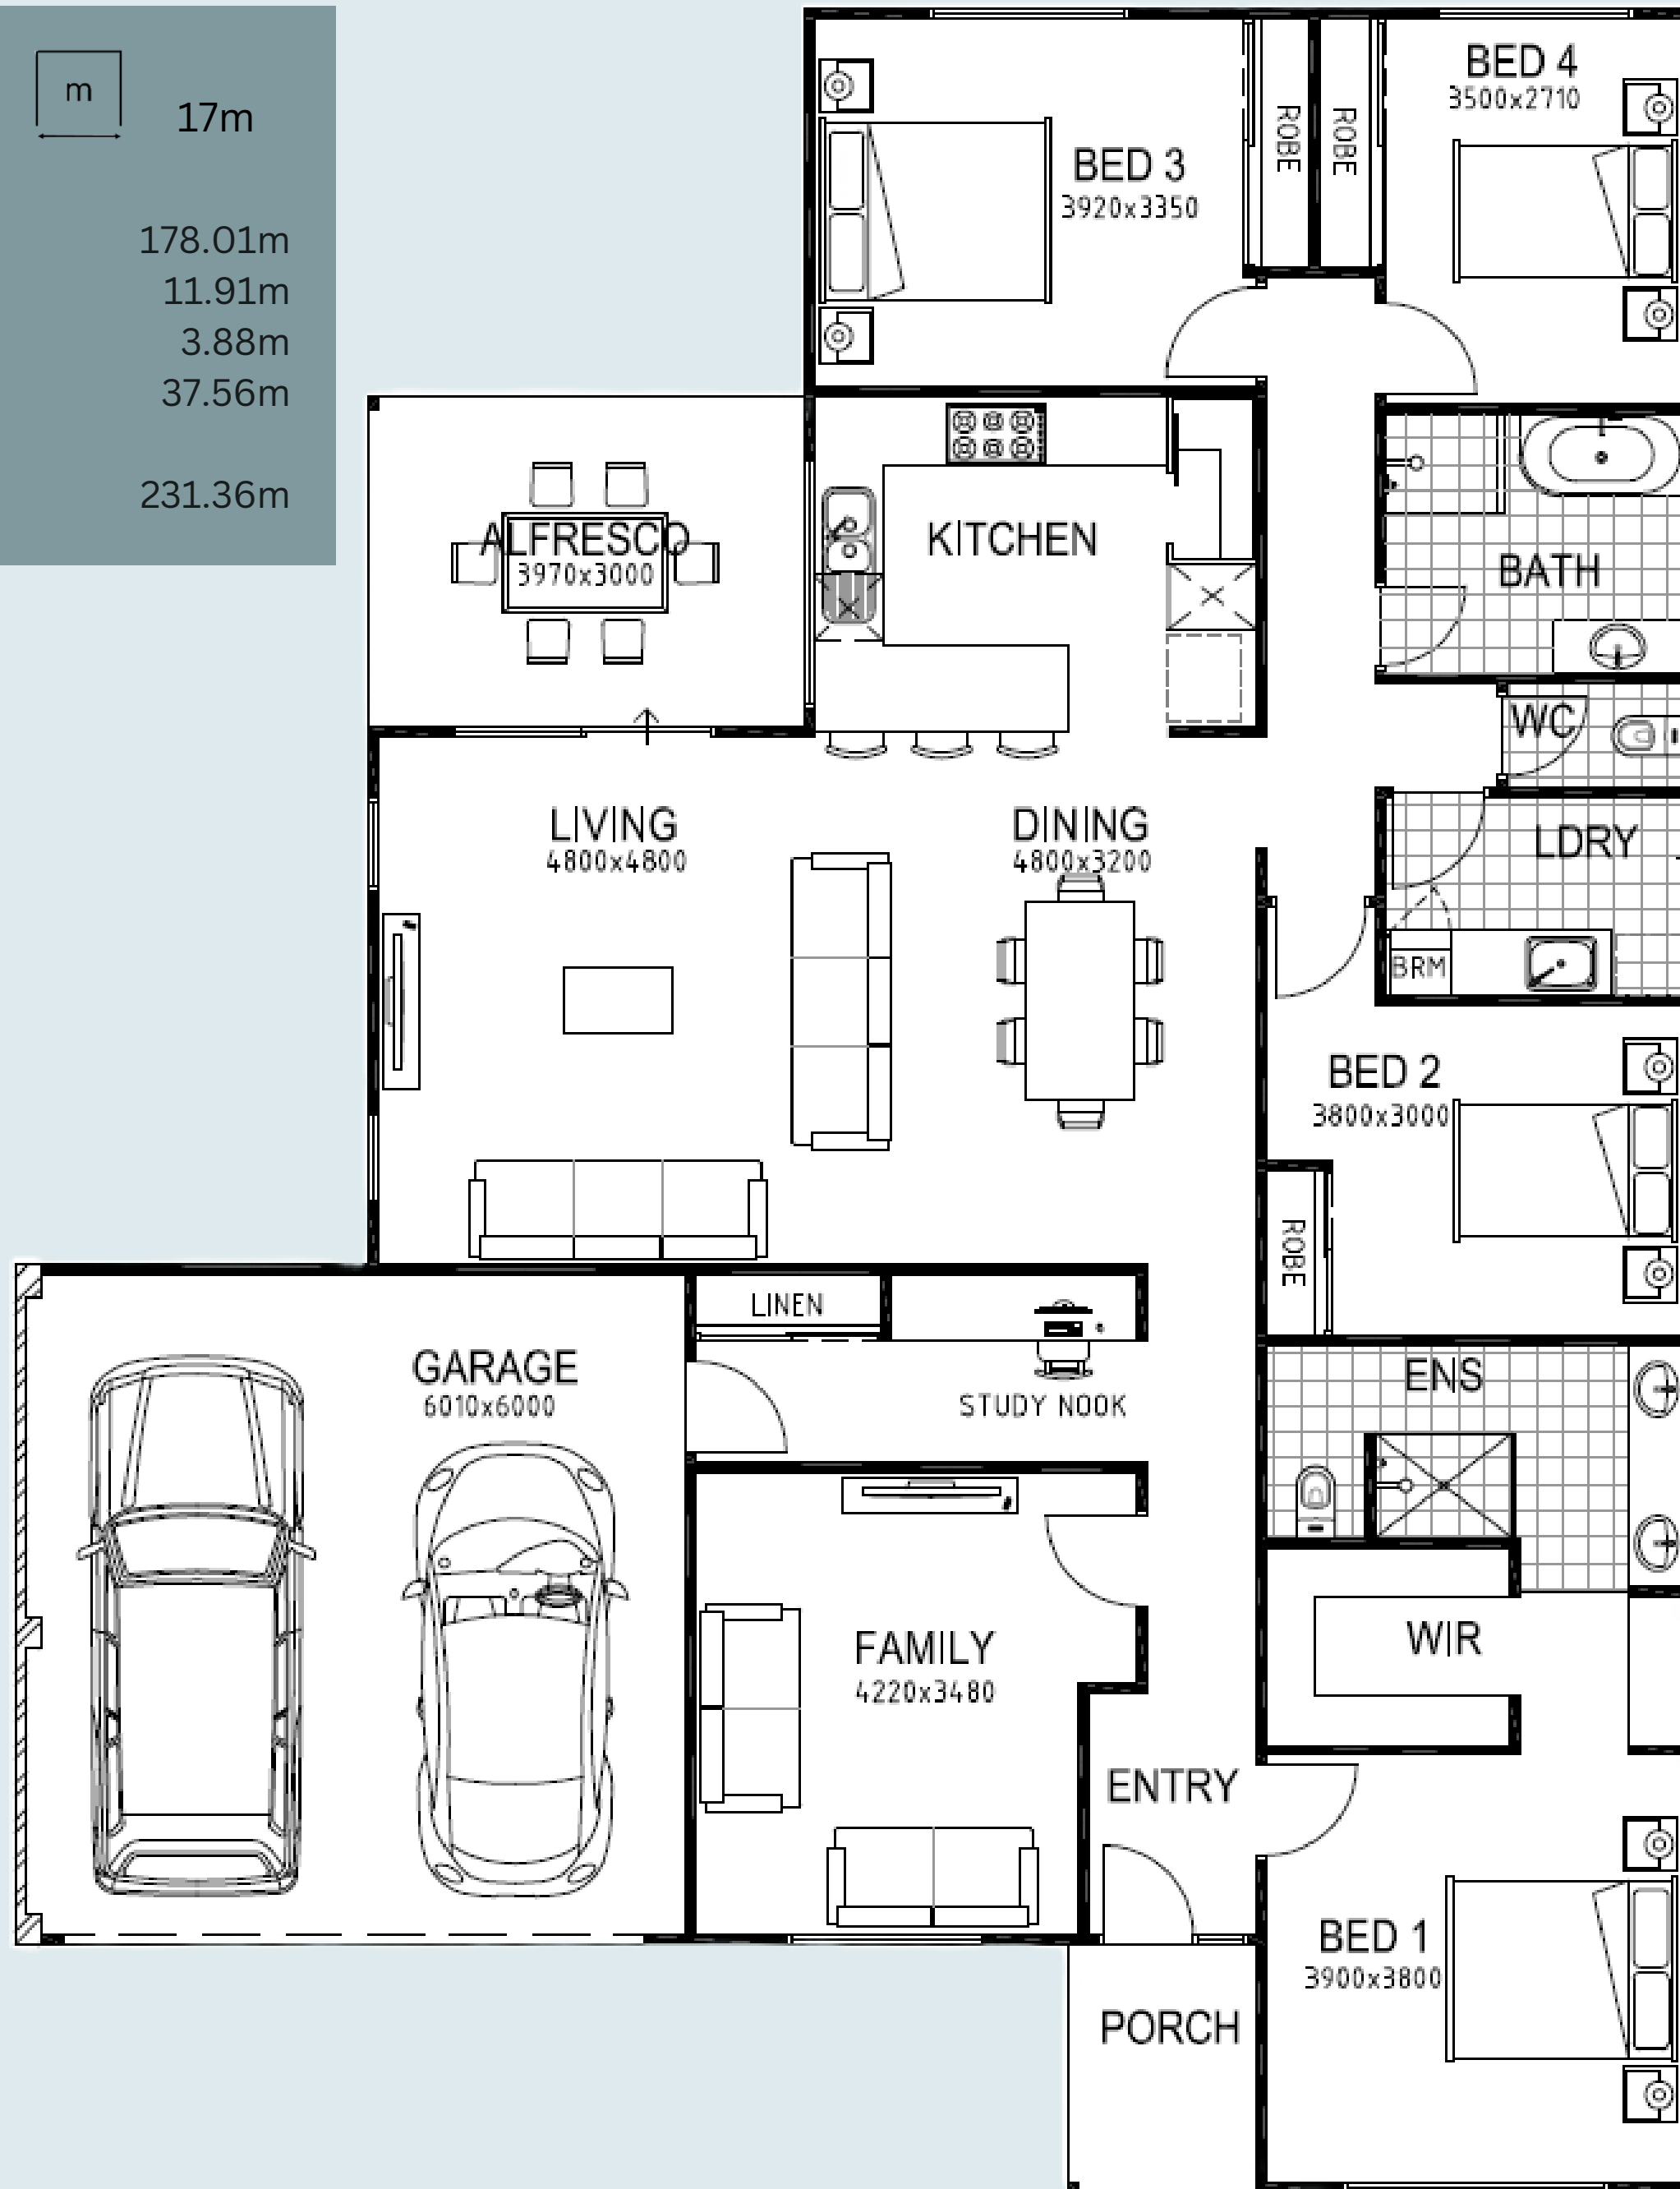 m
17m
178.01m
11.91m
3.88m
37.56m
231.36m
BED 3
3920x3350
ROBE
ROBE
BED 4
3500x2710
ALFRESCO
3970x3000
KITCHEN
BATH
WC
LIVING
4800x4800
DINING
4800x3200
LDRY
BRM
BED 2
3800x3000
ROBE
LINEN
GARAGE
6010x6000
STUDY NOOK
ENS
FAMILY
4220x3480
WIR
ENTRY
BED 1
3900x3800
PORCH